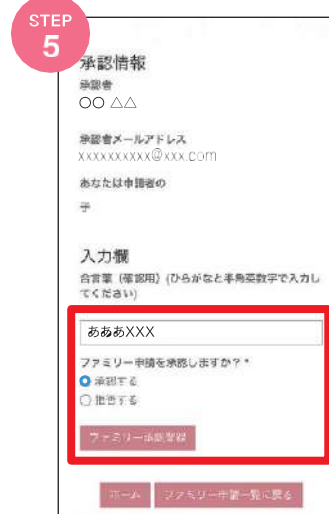 STEP
5
承認情報
承認者
○○ △△
承認者メールアドレス
xxxxxxxxxx@xxx.com
あなたは申請者の
子
入力欄
合言葉（確認用）（ひらがなと半角英数字で入力し
てください）
あああXXX
ファミリー申請を承認しますか？*
承認する
拒否する
ファミリー承認登録
ホーム
ファミリー申請一覧に戻る